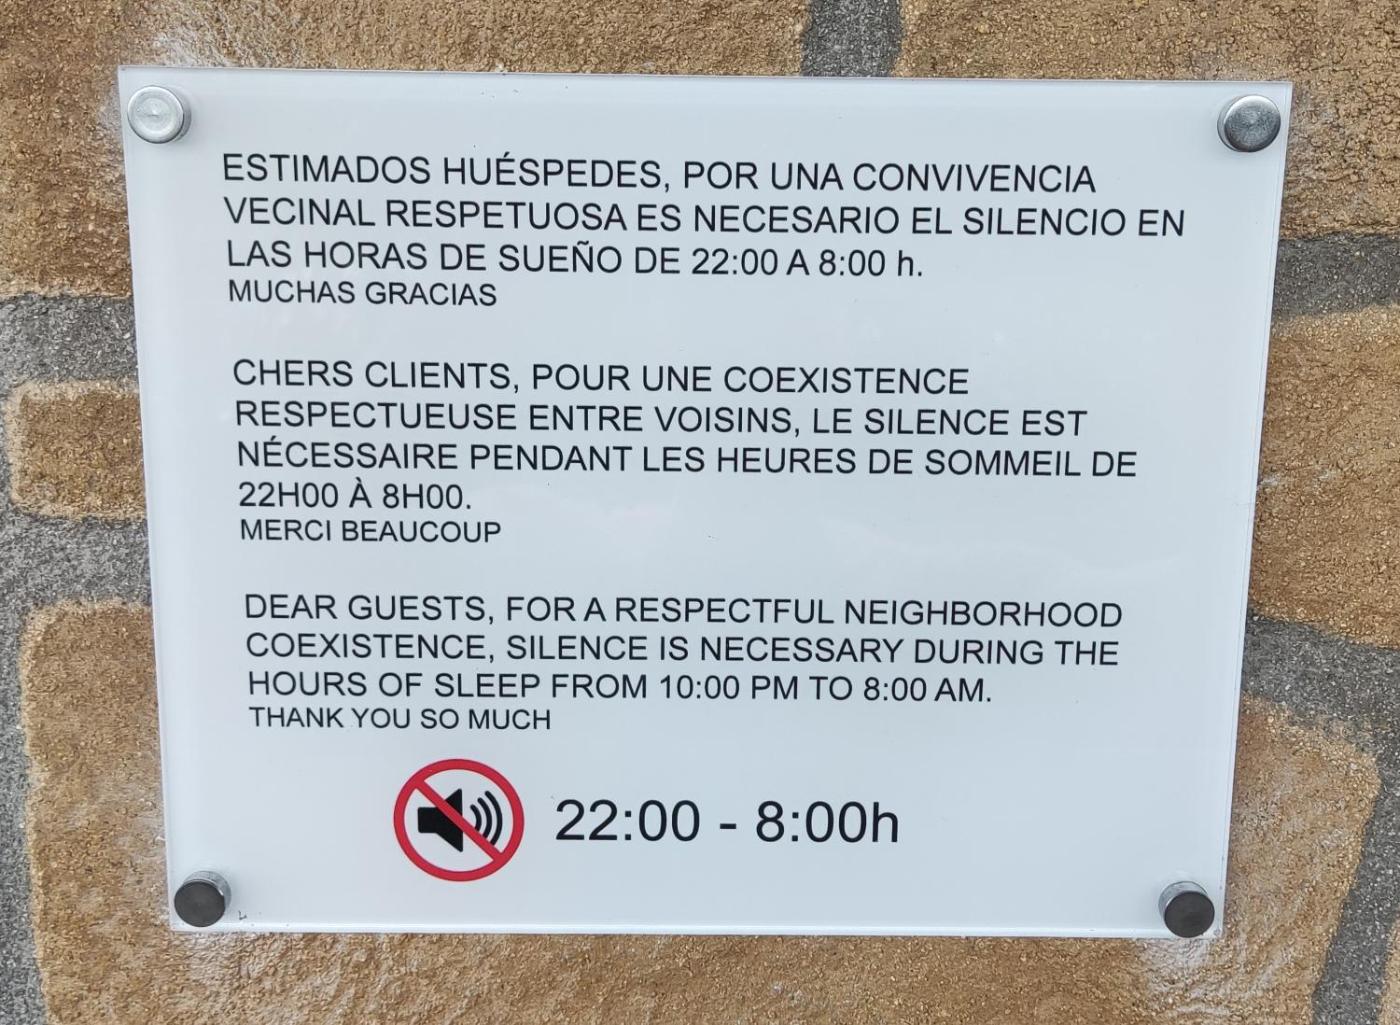 ESTIMADOS HUÉSPEDES, POR UNA CONVIVENCIA
VECINAL RESPETUOSA ES NECESARIO EL SILENCIO EN
LAS HORAS DE SUEÑO DE 22:00 A 8:00 h.
MUCHAS GRACIAS
CHERS CLIENTS, POUR UNE COEXISTENCE
RESPECTUEUSE ENTRE VOISINS, LE SILENCE EST
NÉCESSAIRE PENDANT LES HEURES DE SOMMEIL DE
22H00 À 8H00.
MERCI BEAUCOUP
DEAR GUESTS, FOR A RESPECTFUL NEIGHBORHOOD
COEXISTENCE, SILENCE IS NECESSARY DURING THE
HOURS OF SLEEP FROM 10:00 PM TO 8:00 AM.
THANK YOU SO MUCH
22:00 - 8:00h